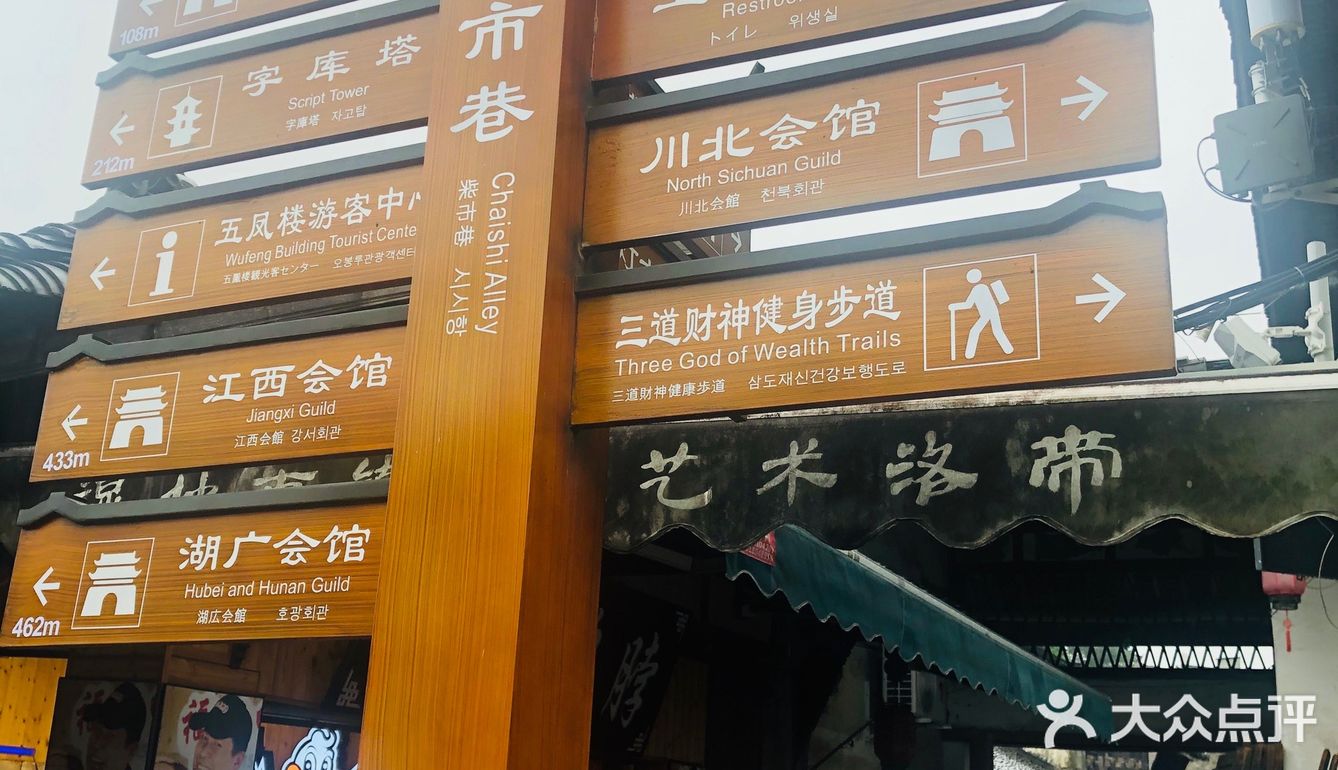 108m
字库塔
Script Tower
字庫塔 자고탑
212m
五凤楼游客中心
Wufeng Building Tourist Cente
五鳳楼観光客センター 오봉루관광객센터
江西会馆
Jiangxi Guild
江西会館 강서회관
433m
湖广会馆
Hubei and Hunan Guild
湖広会館 호광회관
462m
市巷
Chaishi Alley
柴市巷 시시항
Restroom
トイレ 위생실
川北会馆
North Sichuan Guild
川北会館 천북회관
三道财神健身步道
Three God of Wealth Trails
三道財神健康歩道 삼도재신건강보행도로
艺术洛带
脖
福
大众点评